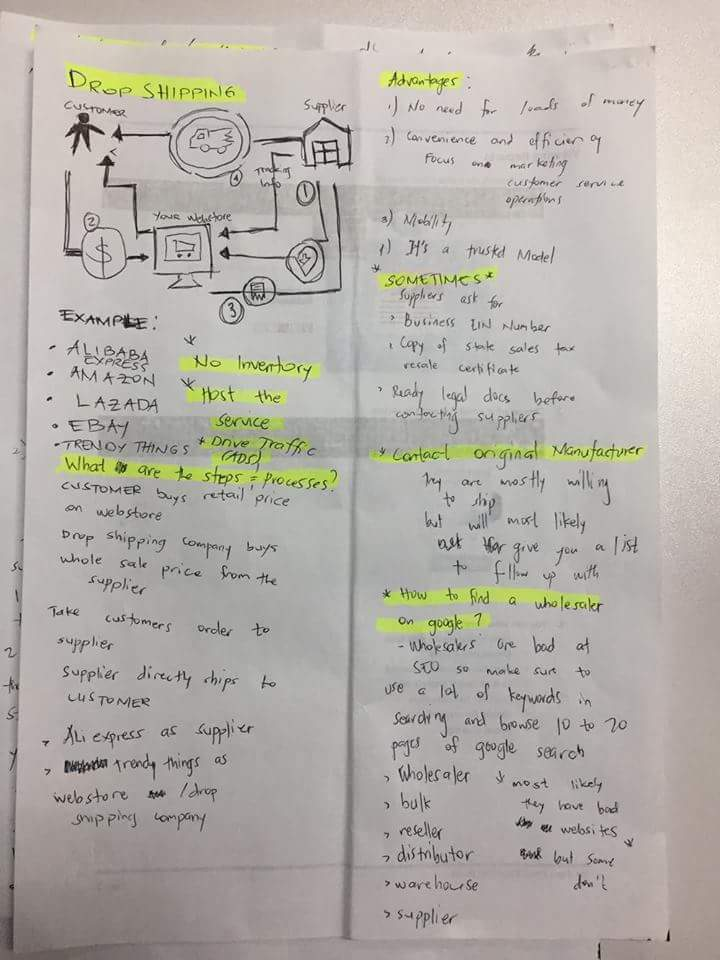 DROP SHIPPING
CUSTOMER
Supplier
4
Tracking
Info
1
2
Your Webstore
$
3
EXAMPLE:
• ALIBABA
EXPRESS
• AMAZON
• LAZADA
• EBAY
• TRENDY THINGS
* No Inventory
* Host the
service
* Drive Traffic
(ADS)
What are the steps = processes?
CUSTOMER buys retail price
on webstore
Drop shipping company buys
whole sale price from the
supplier
Take customers order to
supplier
Supplier directly ships to
CUSTOMER
> Ali express as supplier
> trendy things as
webstore /drop
shipping company
Advantages:
1) No need for loads of money
2) Convenience and
Focus on marketing
customer service
operations
3) Mobility
4) It's a trustd Model
* SOMETIMES *
Suppliers ask for
> Business EIN Number
> Copy of state sales tax
resale certificate
> Ready legal docs before
contacting suppliers
* Contact original Manufacturer
They are mostly willing
to ship
but will most likely
give you a list
to follow up with
* How to find a wholesaler
on google?
- Wholesalers are bad at
SEO so make sure to
use a lot of keywords in
searching and browse 10 to 20
pages of google search
> Wholesaler
> bulk
> reseller
> distributor
> warehouse
> supplier
* most likely
they have bad
websites *
but some
don't